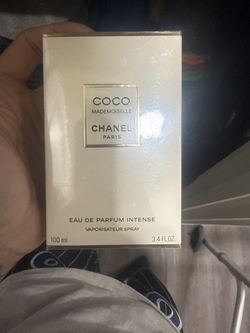 COCO
MADEMOISELLE
CHANEL
PARIS
EAU DE PARFUM INTENSE
VAPORISATEUR SPRAY
100 ml 3.4 FL.OZ.